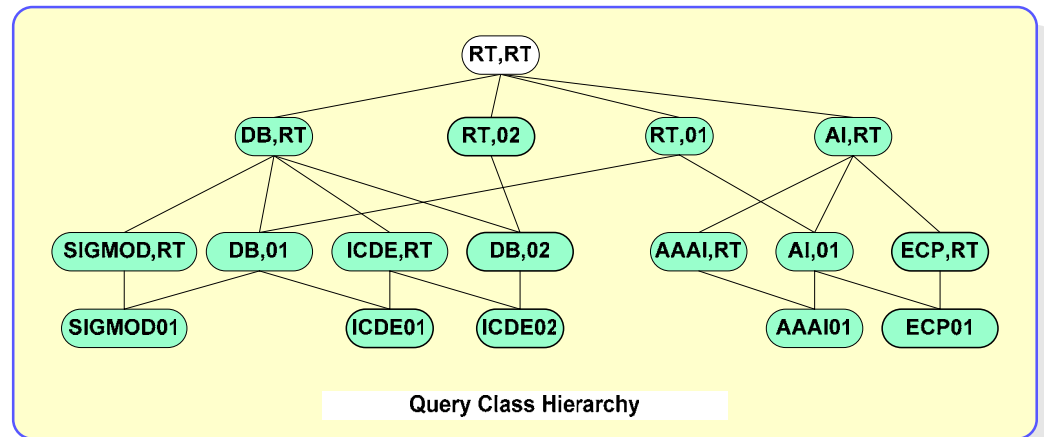 RT,RT
DB,RT RT,02 RT,01 AI,RT
SIGMOD,RT DB,01 ICDE,RT DB,02 AAAI,RT AI,01 ECP,RT
SIGMOD01 ICDE01 ICDE02 AAAI01 ECP01
Query Class Hierarchy